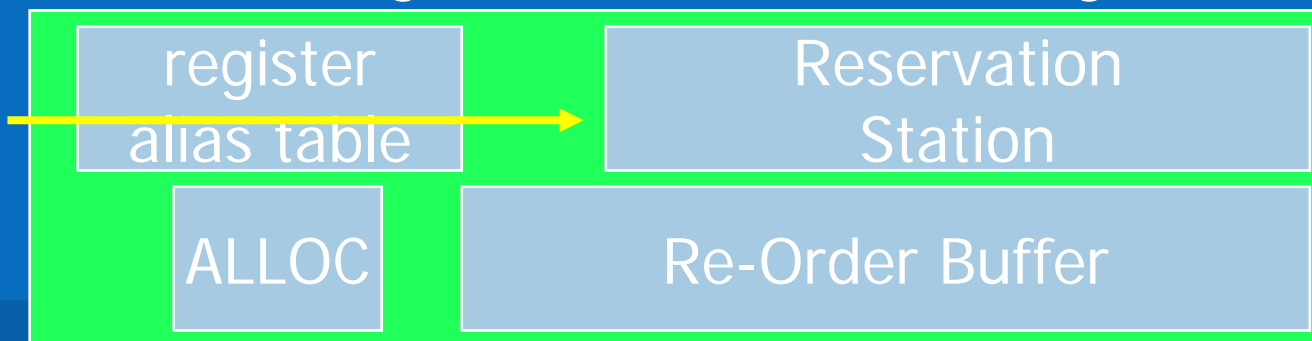 register
alias table
Reservation
Station
ALLOC
Re-Order Buffer